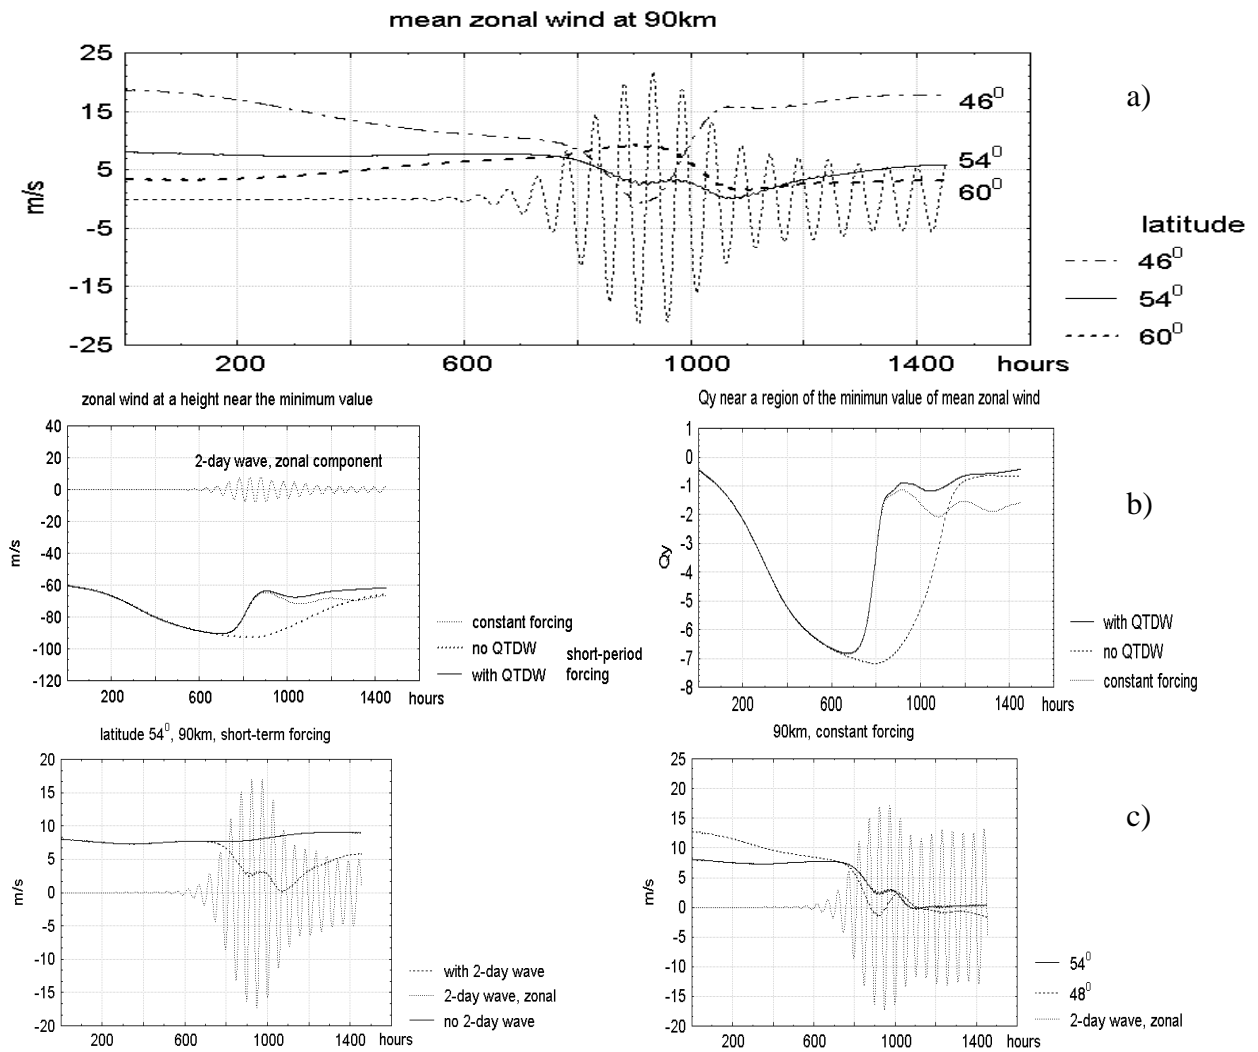 mean zonal wind at 90km
25
15
5
-5
-15
-25
m/s
200
600
1000
1400
hours
46⁰
54⁰
60⁰
a)
latitude
46⁰
54⁰
60⁰
zonal wind at a height near the minimum value
40
20
0
-20
-40
-60
-80
-100
-120
m/s
2-day wave, zonal component
200
600
1000
1400
hours
constant forcing
no QTDW
with QTDW
short-period
forcing
Qy near a region of the minimun value of mean zonal wind
1
0
-1
-2
-3
-4
-5
-6
-7
-8
Qy
200
600
1000
1400
hours
b)
with QTDW
no QTDW
constant forcing
latitude 54⁰, 90km, short-term forcing
20
15
10
5
0
-5
-10
-15
-20
m/s
200
600
1000
1400
hours
with 2-day wave
2-day wave, zonal
no 2-day wave
90km, constant forcing
25
20
15
10
5
0
-5
-10
-15
-20
m/s
200
600
1000
1400
hours
c)
54⁰
48⁰
2-day wave, zonal